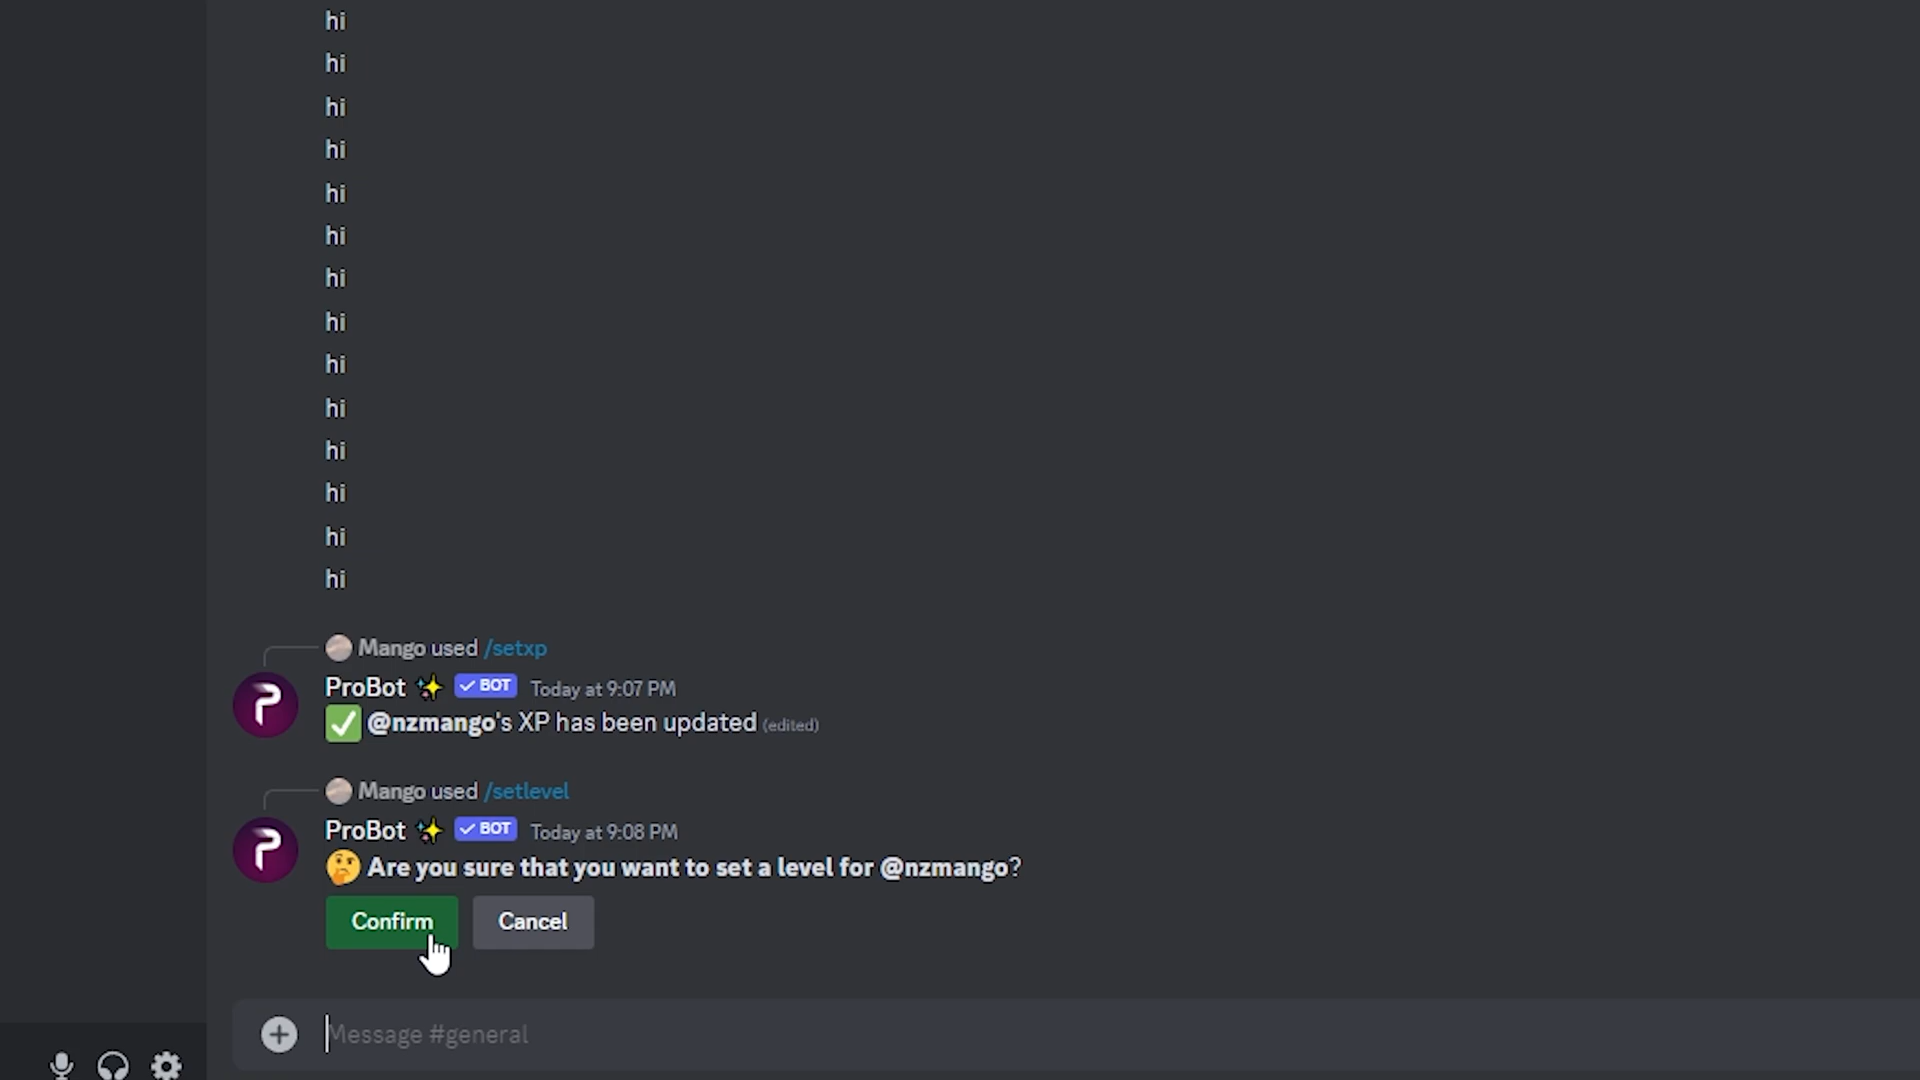 hi
hi
hi
hi
hi
hi
hi
hi
hi
hi
hi
hi
hi
hi
Mango used /setxp
ProBot ✨ ✓ BOT Today at 9:07 PM
✅ @nzmango's XP has been updated (edited)
Mango used /setlevel
ProBot ✨ ✓ BOT Today at 9:08 PM
🤔 Are you sure that you want to set a level for @nzmango?
Confirm Cancel
Message #general